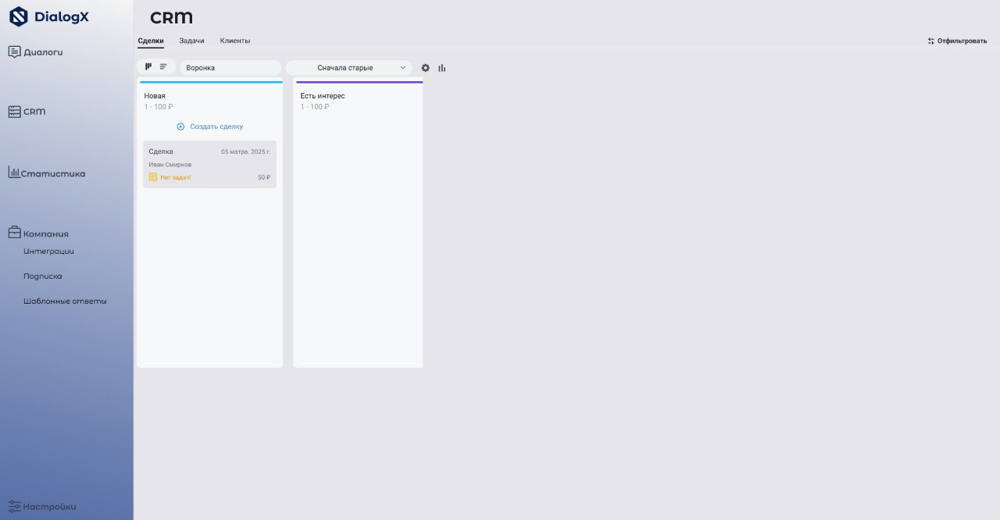 DialogX
Диалоги
CRM
Статистика
Компания
Интеграции
Подписка
Шаблонные ответы
Настройки
CRM
Сделки Задачи Клиенты
Отфильтровать
Воронка
Сначала старые
Новая
1 - 100 ₽
Создать сделку
Сделка 05 матра. 2025 г.
Иван Смирнов
Нет задач! 50 ₽
Есть интерес
1 - 100 ₽